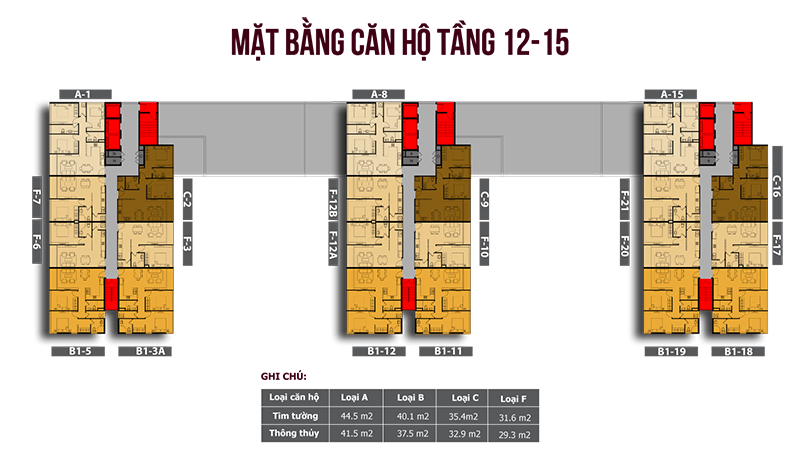 MẶT BẰNG CĂN HỘ TẦNG 12-15
A-1
A-8
A-15
F-7
F-6
C-2
F-3
F-12B
F-12A
C-9
F-10
F-21
F-20
C-16
F-17
B1-5
B1-3A
B1-12
B1-11
B1-19
B1-18
GHI CHÚ:
Loại căn hộ Loại A Loại B Loại C Loại F
Tim tường 44.5 m2 40.1 m2 35.4m2 31.6 m2
Thông thủy 41.5 m2 37.5 m2 32.9 m2 29.3 m2